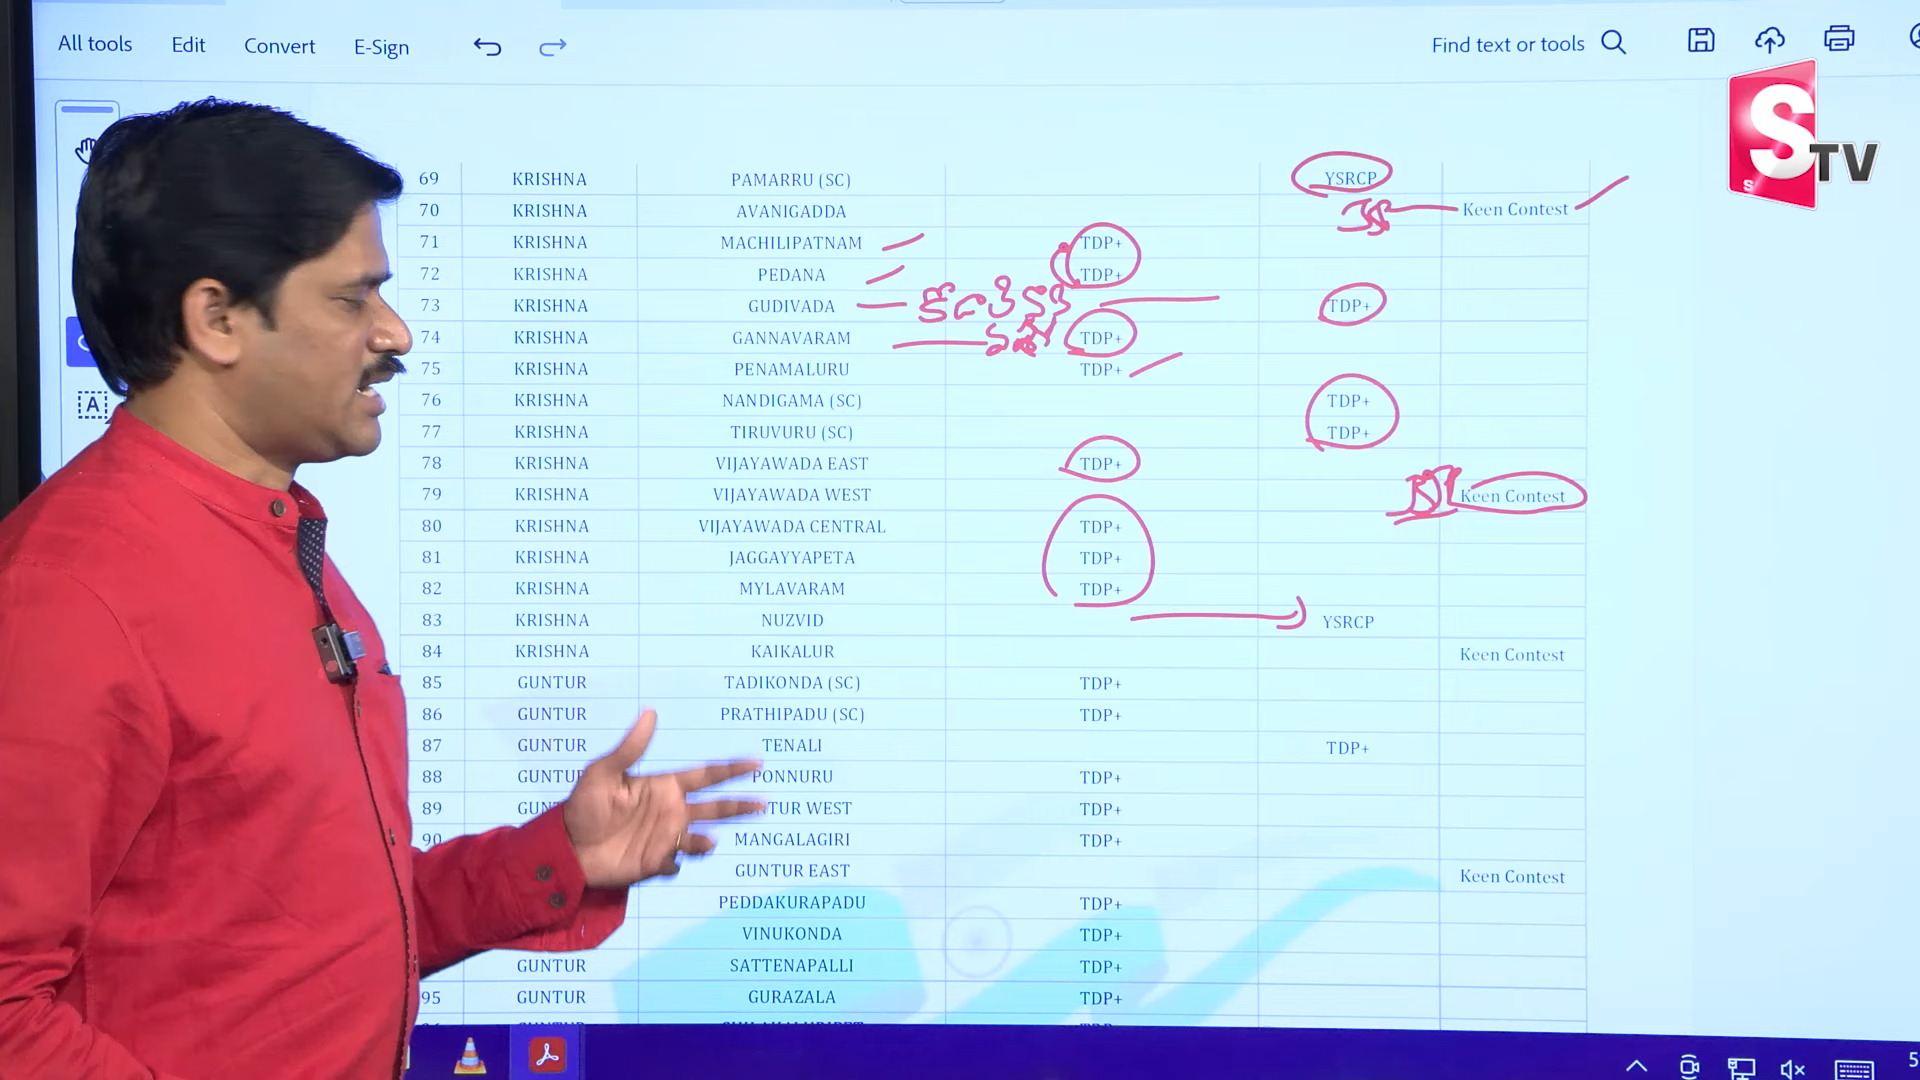 All tools Edit Convert E-Sign Find text or tools
S TV
S
69 KRISHNA PAMARRU (SC) YSRCP
70 KRISHNA AVANIGADDA JS Keen Contest
71 KRISHNA MACHILIPATNAM TDP+
72 KRISHNA PEDANA TDP+
73 KRISHNA GUDIVADA TDP+
74 KRISHNA GANNAVARAM TDP+
75 KRISHNA PENAMALURU TDP+
76 KRISHNA NANDIGAMA (SC) TDP+
77 KRISHNA TIRUVURU (SC) TDP+
78 KRISHNA VIJAYAWADA EAST TDP+
79 KRISHNA VIJAYAWADA WEST Keen Contest
80 KRISHNA VIJAYAWADA CENTRAL TDP+
81 KRISHNA JAGGAYYAPETA TDP+
82 KRISHNA MYLAVARAM TDP+
83 KRISHNA NUZVID YSRCP
84 KRISHNA KAIKALUR Keen Contest
85 GUNTUR TADIKONDA (SC) TDP+
86 GUNTUR PRATHIPADU (SC) TDP+
87 GUNTUR TENALI TDP+
88 GUNTUR PONNURU TDP+
89 GUNTUR WEST TDP+
90 MANGALAGIRI TDP+
GUNTUR EAST Keen Contest
PEDDAKURAPADU TDP+
VINUKONDA TDP+
GUNTUR SATTENAPALLI TDP+
95 GUNTUR GURAZALA TDP+